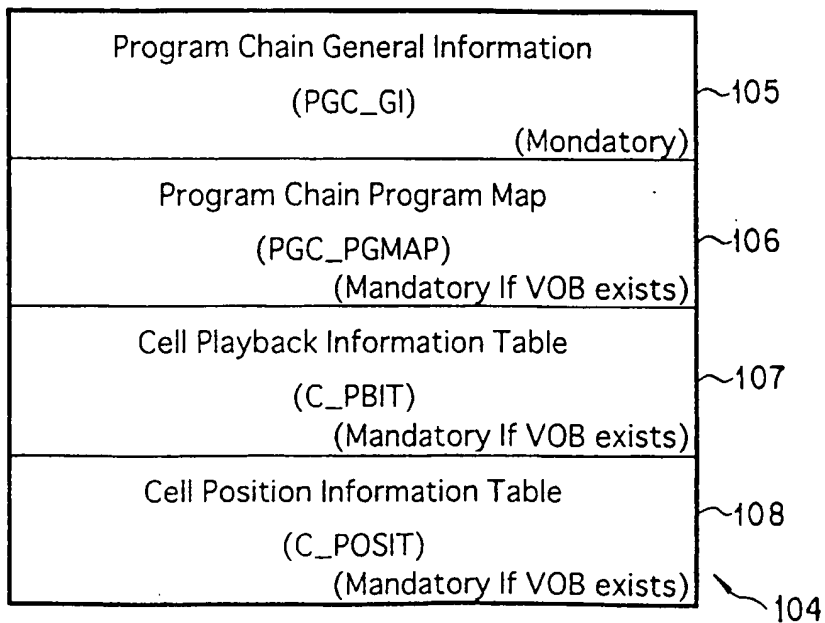 Program Chain General Information
(PGC_GI)
(Mondatory)
105
Program Chain Program Map
(PGC_PGMAP)
(Mandatory If VOB exists)
106
Cell Playback Information Table
(C_PBIT)
(Mandatory If VOB exists)
107
Cell Position Information Table
(C_POSIT)
(Mandatory If VOB exists)
108
104